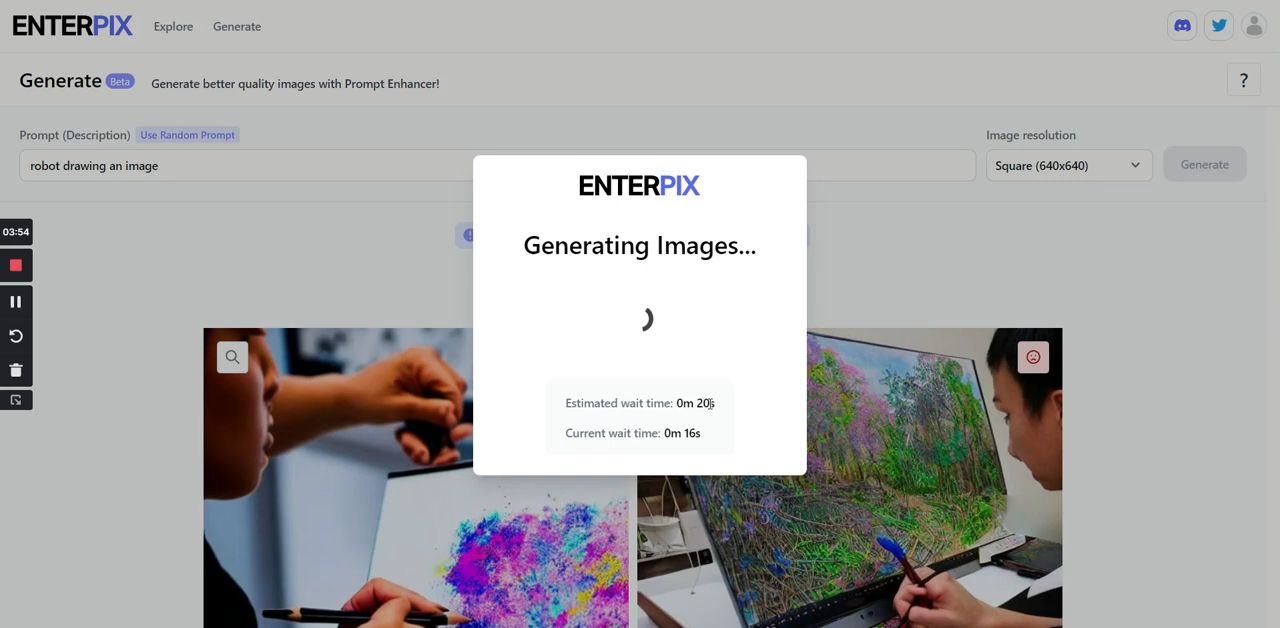 ENTERPIX Explore Generate
Generate Beta Generate better quality images with Prompt Enhancer! ?
Prompt (Description) Use Random Prompt Image resolution
robot drawing an image Square (640x640) Generate
ENTERPIX
Generating Images...
03:54
Estimated wait time: 0m 20s
Current wait time: 0m 16s